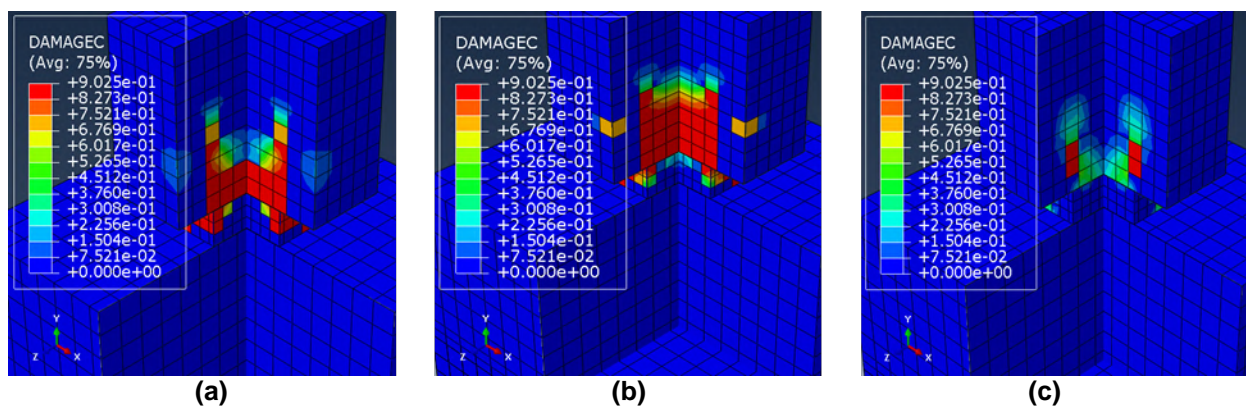 DAMAGEC
(Avg: 75%)
+9.025e-01
+8.273e-01
+7.521e-01
+6.769e-01
+6.017e-01
+5.265e-01
+4.512e-01
+3.760e-01
+3.008e-01
+2.256e-01
+1.504e-01
+7.521e-02
+0.000e+00
Y
Z
X
(a)
DAMAGEC
(Avg: 75%)
+9.025e-01
+8.273e-01
+7.521e-01
+6.769e-01
+6.017e-01
+5.265e-01
+4.512e-01
+3.760e-01
+3.008e-01
+2.256e-01
+1.504e-01
+7.521e-02
+0.000e+00
Y
Z
X
(b)
DAMAGEC
(Avg: 75%)
+9.025e-01
+8.273e-01
+7.521e-01
+6.769e-01
+6.017e-01
+5.265e-01
+4.512e-01
+3.760e-01
+3.008e-01
+2.256e-01
+1.504e-01
+7.521e-02
+0.000e+00
Y
Z
X
(c)